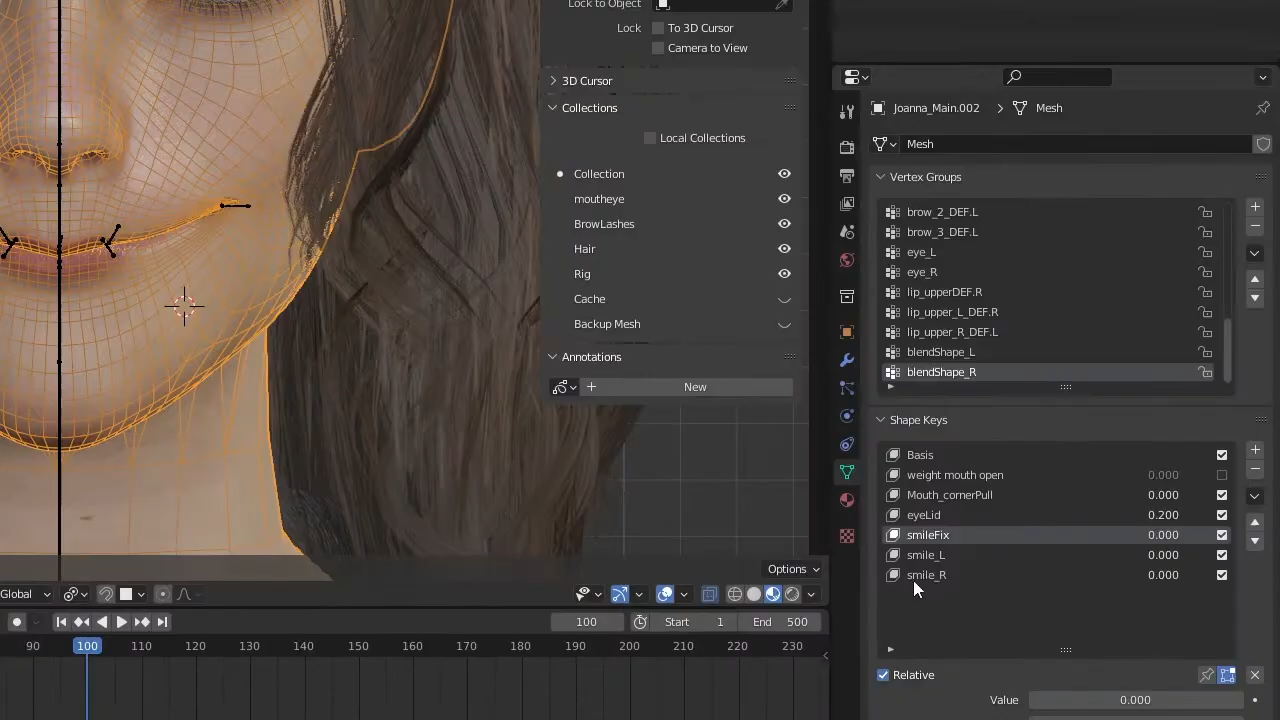 Lock to Object
Lock To 3D Cursor
Camera to View
3D Cursor
Collections
Local Collections
Collection
moutheye
BrowLashes
Hair
Rig
Cache
Backup Mesh
Annotations
New
Options
Global
100 Start 1 End 500
90 100 110 120 130 140 150 160 170 180 190 200 210 220 230
Joanna_Main.002 Mesh
Mesh
Vertex Groups
brow_2_DEF.L
brow_3_DEF.L
eye_L
eye_R
lip_upperDEF.R
lip_upper_L_DEF.R
lip_upper_R_DEF.L
blendShape_L
blendShape_R
Shape Keys
Basis
weight mouth open 0.000
Mouth_cornerPull 0.000
eyeLid 0.200
smileFix 0.000
smile_L 0.000
smile_R 0.000
Relative
Value 0.000